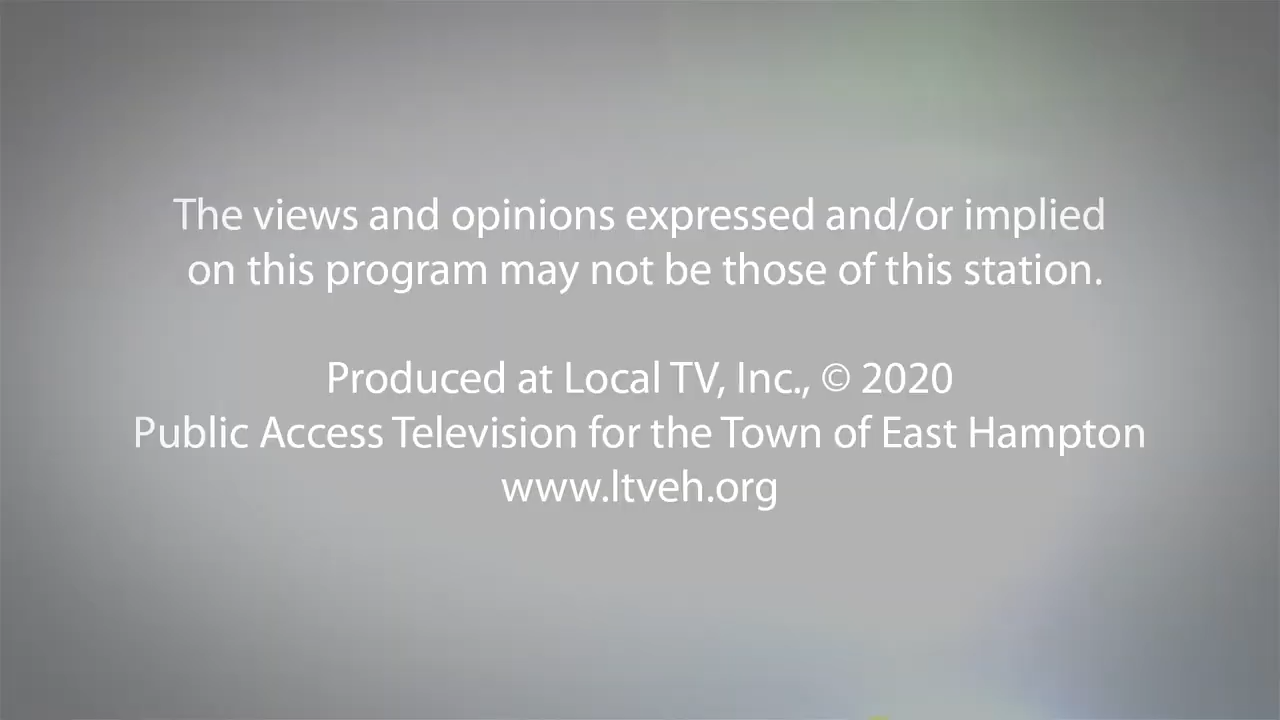 The views and opinions expressed and/or implied
on this program may not be those of this station.
Produced at Local TV, Inc., © 2020
Public Access Television for the Town of East Hampton
www.ltveh.org